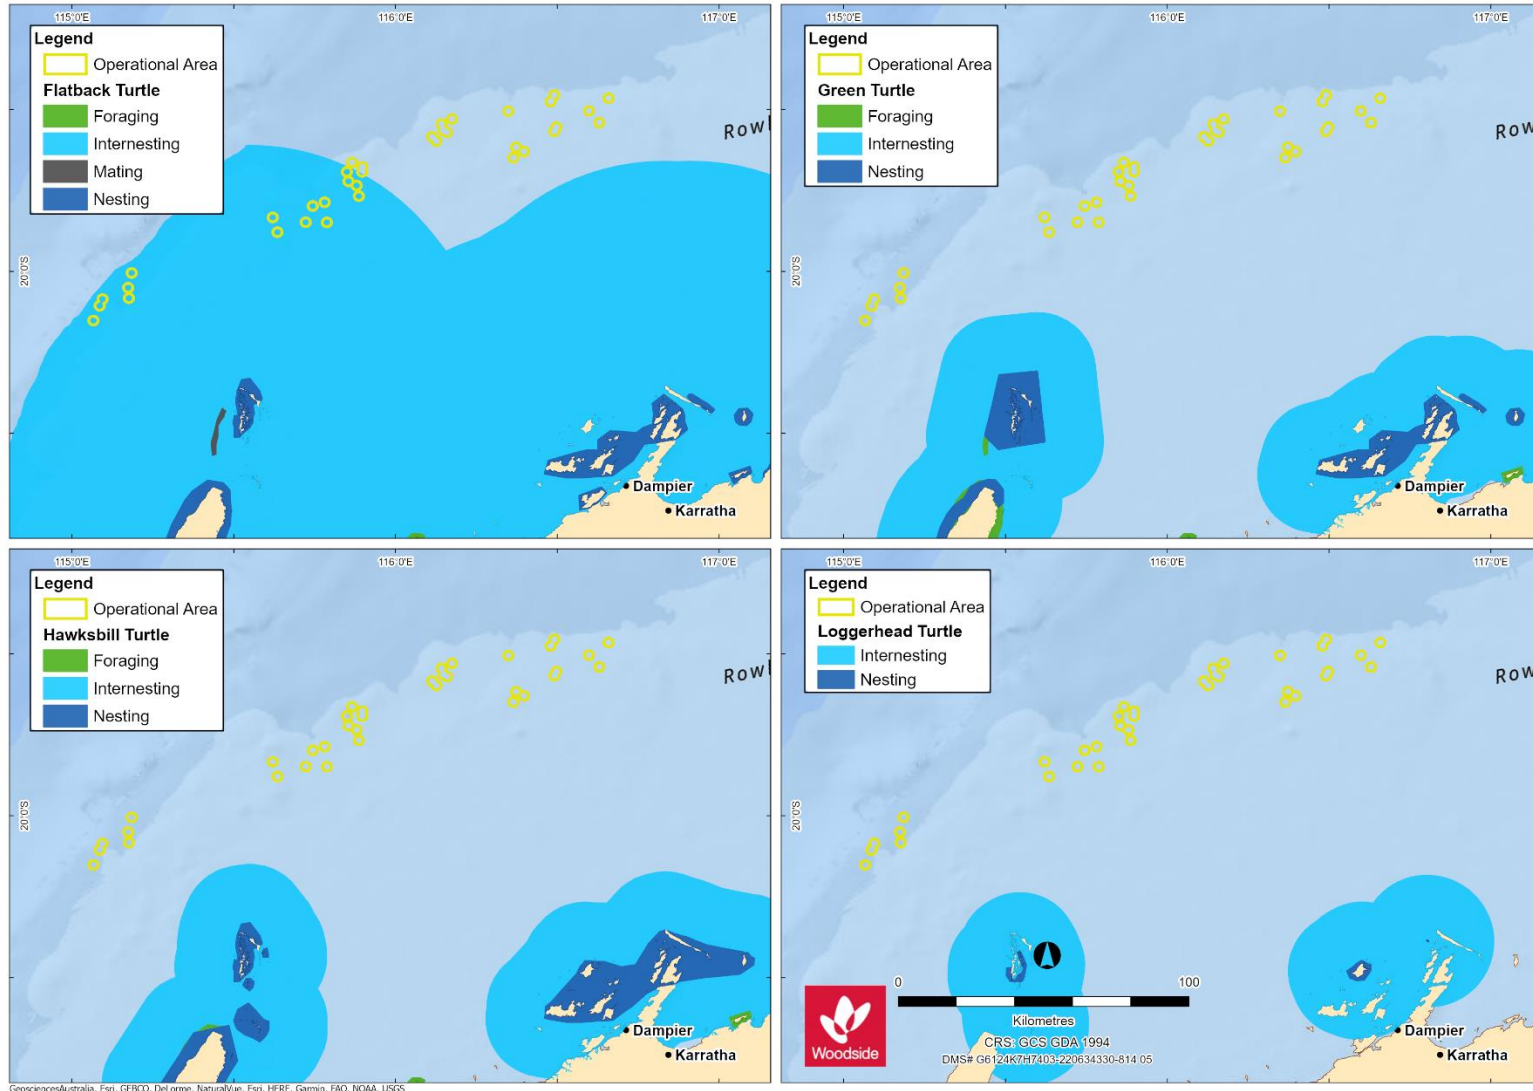 115°0'E 116°0'E 117°0'E
Legend
Operational Area
Flatback Turtle
Foraging
Internesting
Mating
Nesting
Row
20°0'S
Dampier
Karratha
115°0'E 116°0'E 117°0'E
Legend
Operational Area
Green Turtle
Foraging
Internesting
Nesting
Row
20°0'S
Dampier
Karratha
115°0'E 116°0'E 117°0'E
Legend
Operational Area
Hawksbill Turtle
Foraging
Internesting
Nesting
Row
20°0'S
Dampier
Karratha
GeosciencesAustralia, Esri, GEBCO, DeLorme, NaturalVue, Esri, HERE, Garmin, FAO, NOAA, USGS
115°0'E 116°0'E 117°0'E
Legend
Operational Area
Loggerhead Turtle
Internesting
Nesting
Row
20°0'S
0 100
Kilometres
CRS: GCS GDA 1994
DMS# G6124K7H7403-220634330-814 05
Woodside
Dampier
Karratha